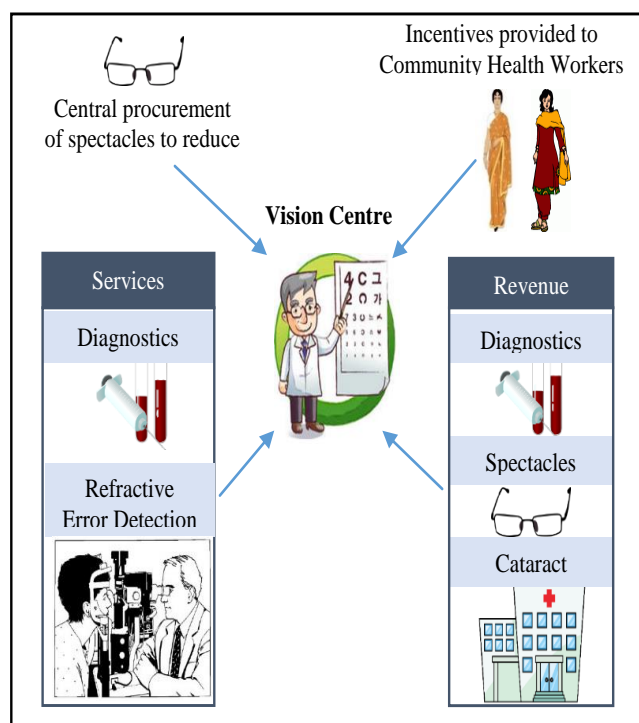 Central procurement
of spectacles to reduce
Incentives provided to
Community Health Workers
Vision Centre
Services
Diagnostics
Refractive
Error Detection
Revenue
Diagnostics
Spectacles
Cataract